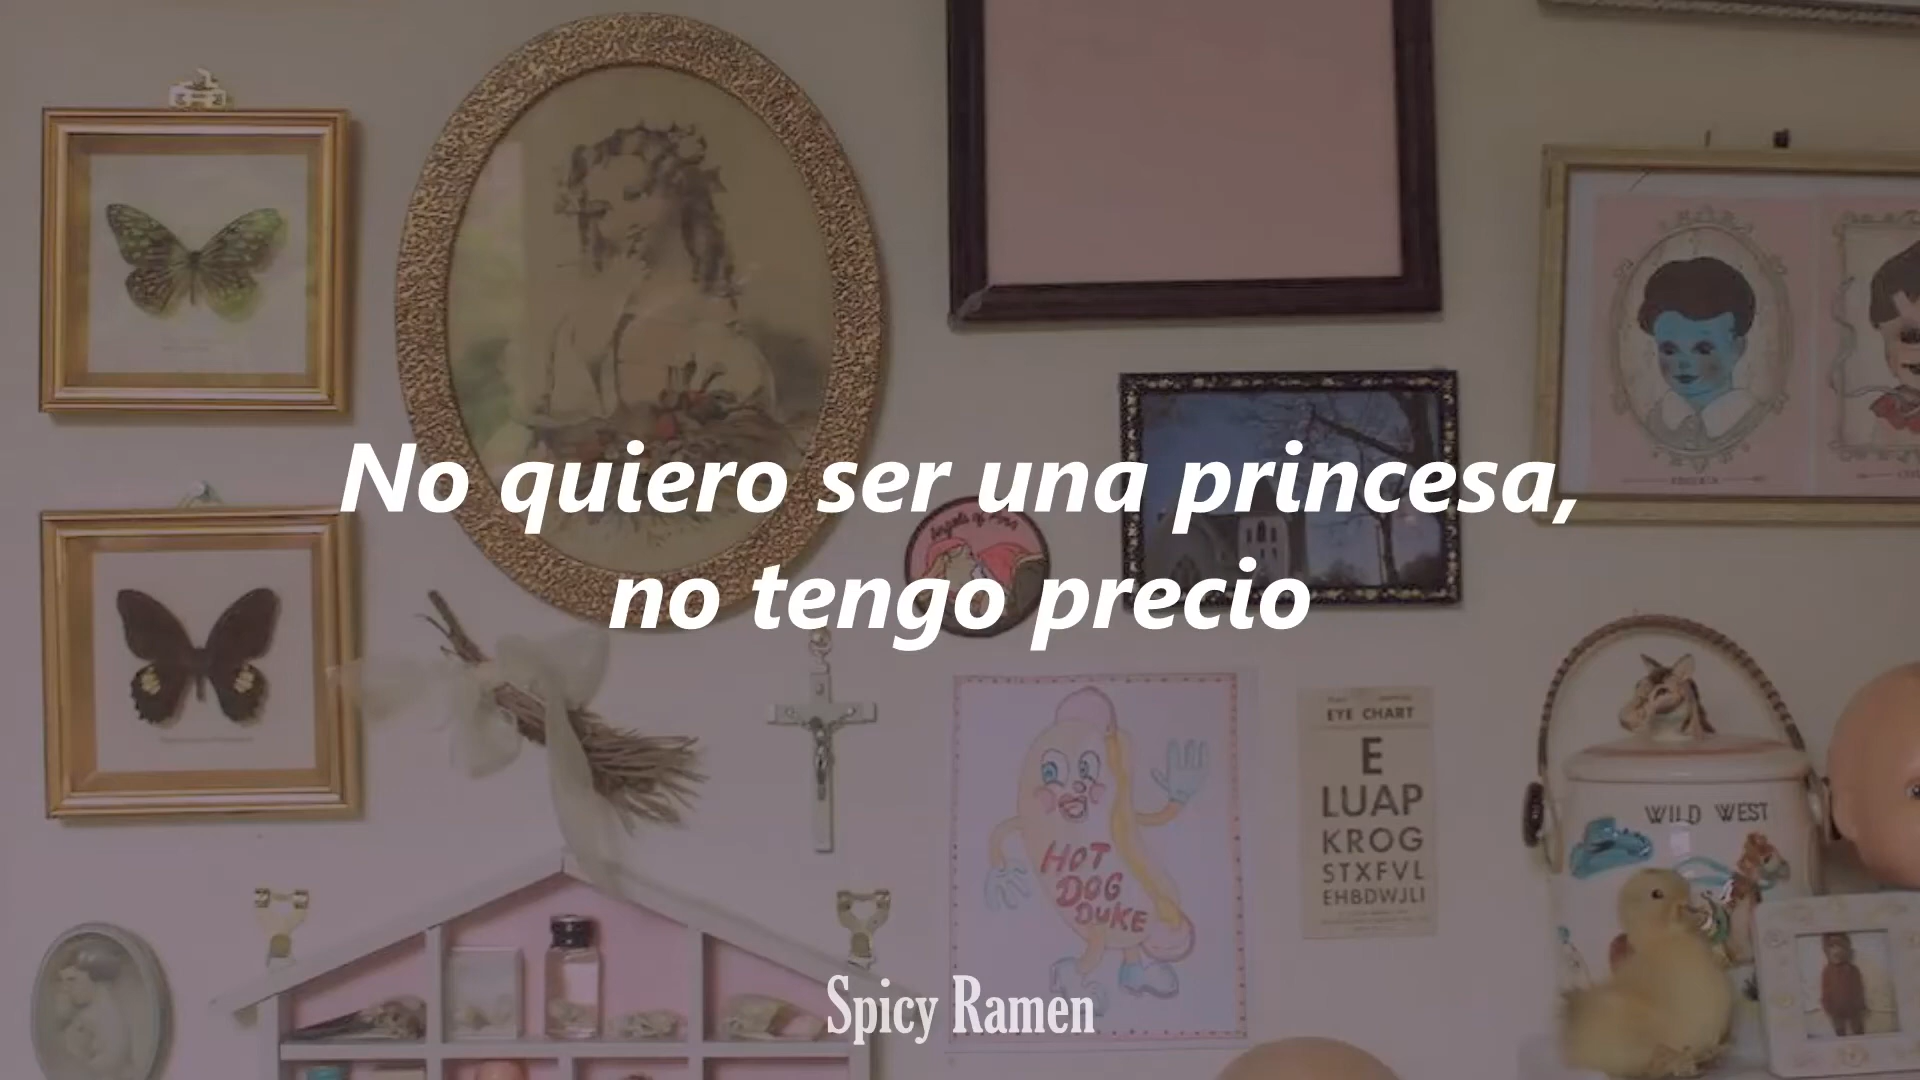 No quiero ser una princesa,
no tengo precio
EYE CHART
E
LUAP
KROG
STXFVL
EHBDWJLI
WILD WEST
HOT
DOG
DUKE
Spicy Ramen